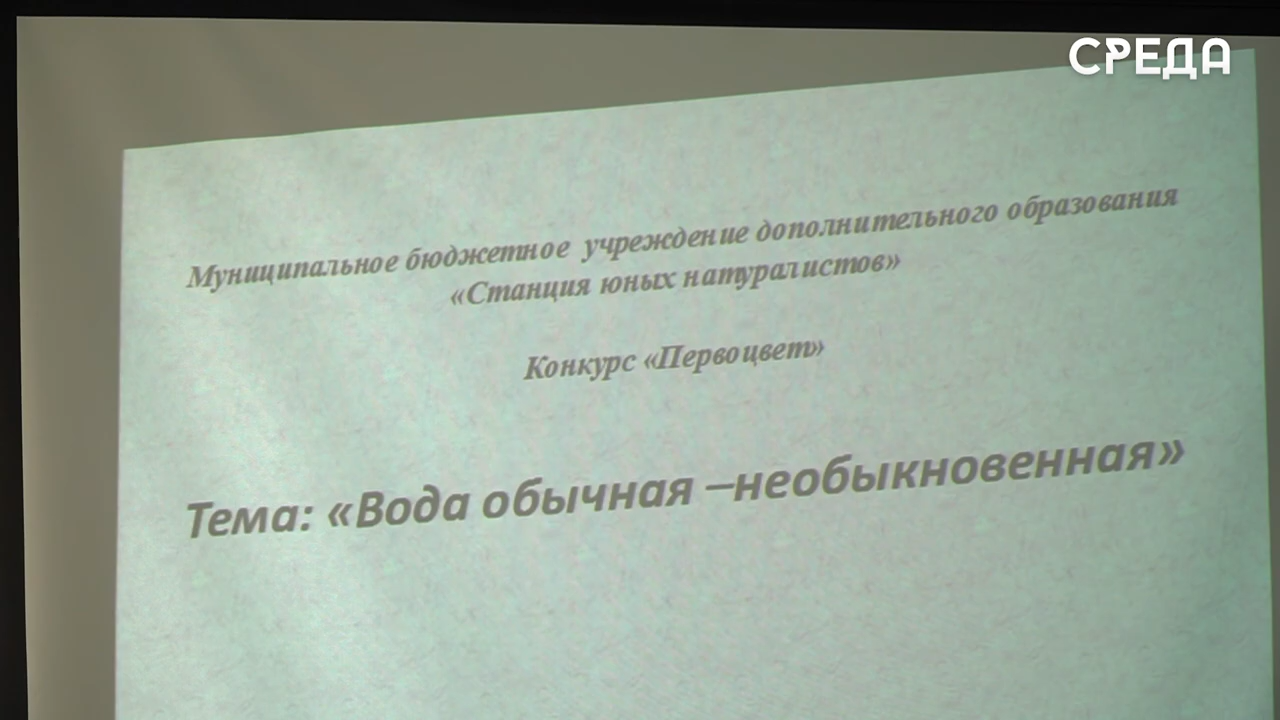 СРЕДА
Муниципальное бюджетное учреждение дополнительного образования
«Станция юных натуралистов»
Конкурс «Первоцвет»
Тема: «Вода обычная –необыкновенная»